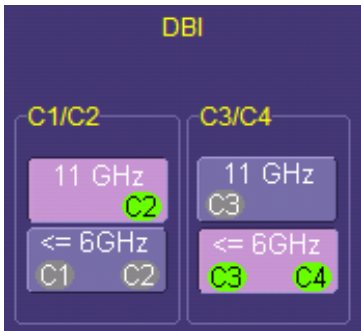 DBI
C1/C2
11 GHz
C2
<= 6GHz
C1 C2
C3/C4
11 GHz
C3
<= 6GHz
C3 C4